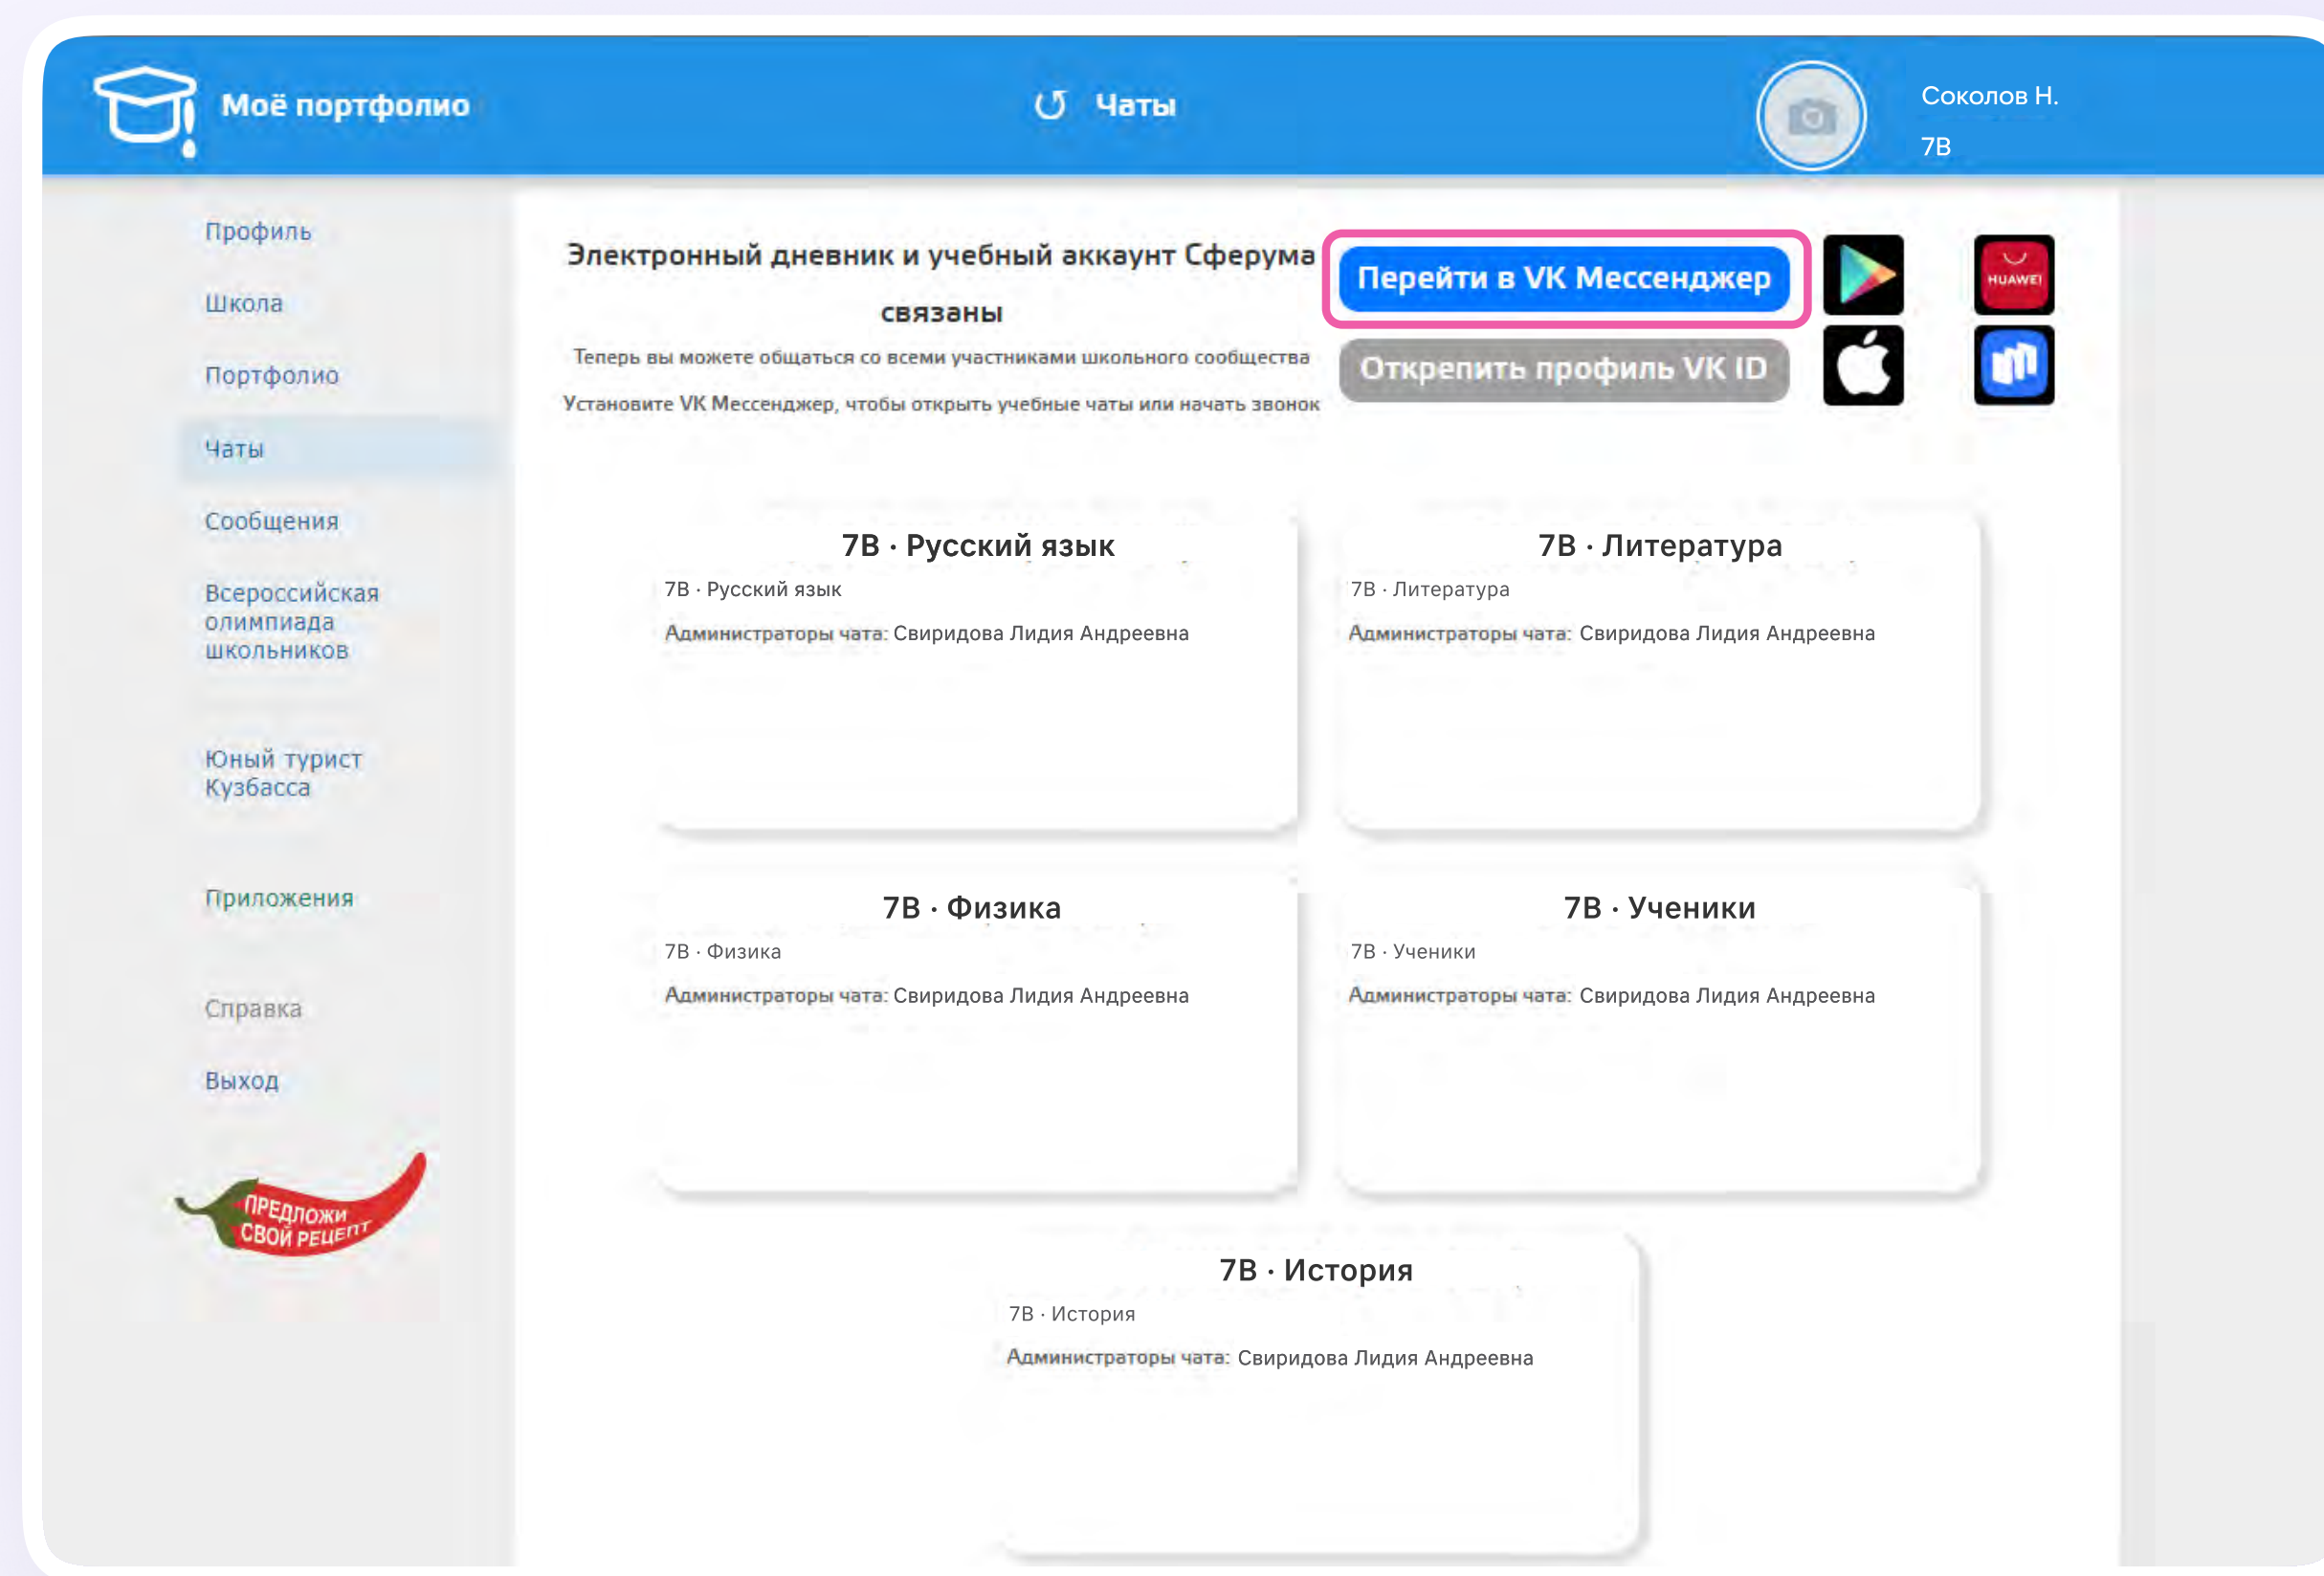 Моё портфолио
Чаты
Соколов Н.
7В
Профиль
Школа
Портфолио
Чаты
Сообщения
Всероссийская
олимпиада
школьников
Юный турист
Кузбасса
Приложения
Справка
Выход
ПРЕДЛОЖИ
СВОЙ РЕЦЕПТ
Электронный дневник и учебный аккаунт Сферума
связаны
Теперь вы можете общаться со всеми участниками школьного сообщества
Установите VK Мессенджер, чтобы открыть учебные чаты или начать звонок
Перейти в VK Мессенджер
Открепить профиль VK ID
HUAWEI
7В · Русский язык
7В · Русский язык
Администраторы чата: Свиридова Лидия Андреевна
7В · Литература
7В · Литература
Администраторы чата: Свиридова Лидия Андреевна
7В · Физика
7В · Физика
Администраторы чата: Свиридова Лидия Андреевна
7В · Ученики
7В · Ученики
Администраторы чата: Свиридова Лидия Андреевна
7В · История
7В · История
Администраторы чата: Свиридова Лидия Андреевна